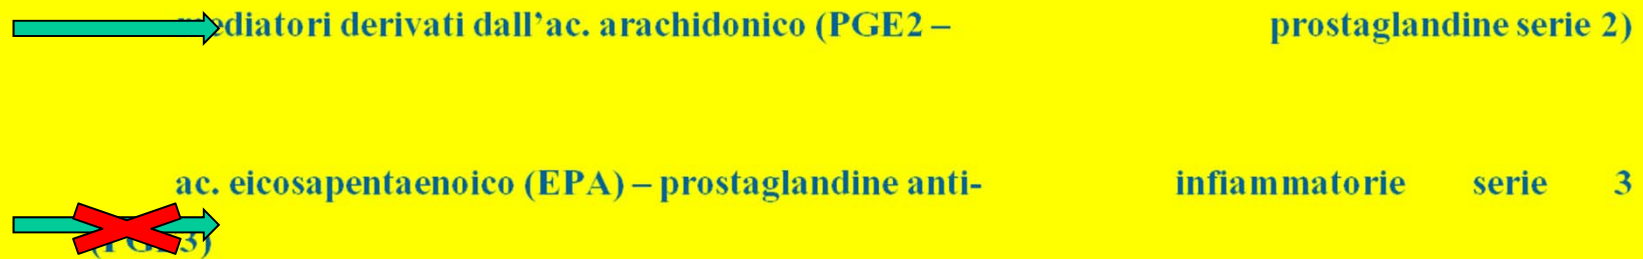 mediatori derivati dall’ac. arachidonico (PGE2 – prostaglandine serie 2)
ac. eicosapentaenoico (EPA) – prostaglandine anti- infiammatorie serie 3